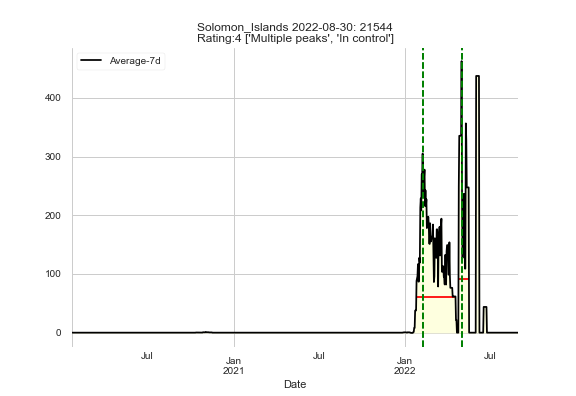 Solomon_Islands 2022-08-30: 21544
Rating:4 ['Multiple peaks', 'In control']
Average-7d
400
300
200
100
0
Jul
Jan
2021
Jul
Jan
2022
Jul
Date